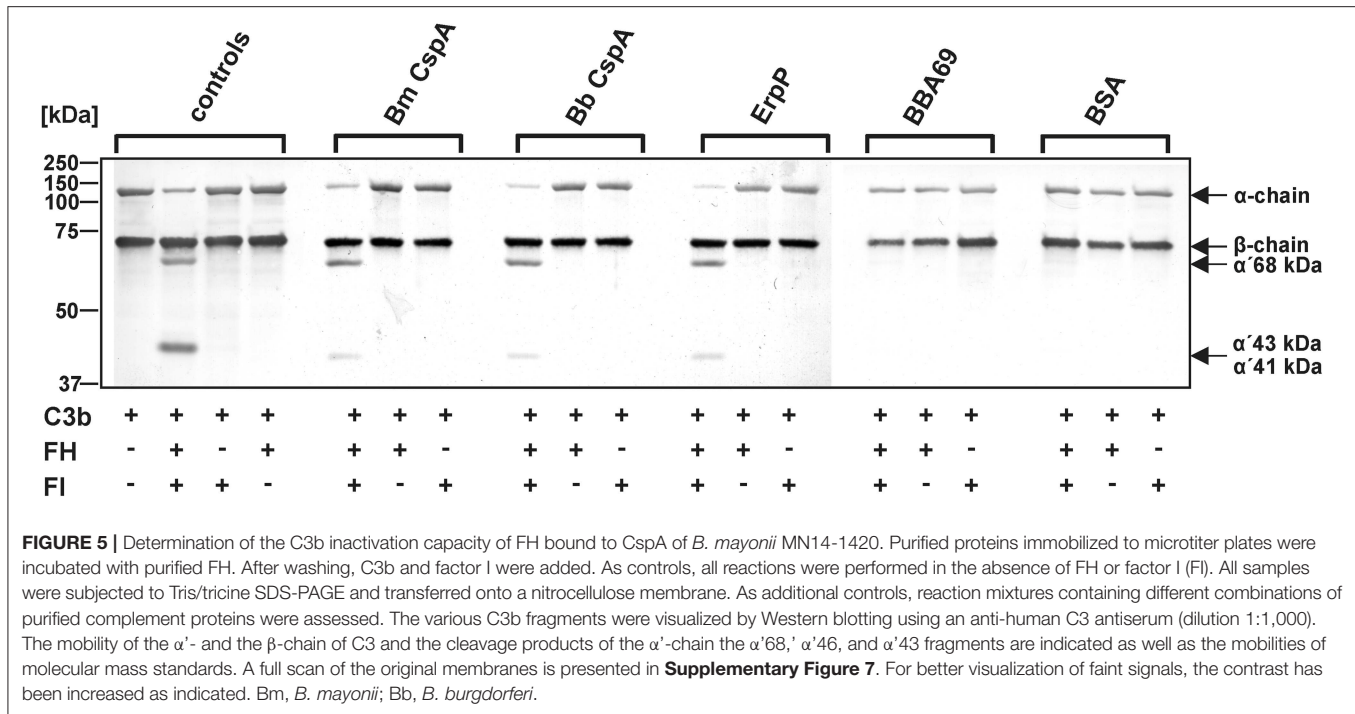 controls
Bm CspA
Bb CspA
ErpP
BBA69
BSA
[kDa]
250
150
100
75
50
37
α-chain
β-chain
α´68 kDa
α´43 kDa
α´41 kDa
C3b + + + + + + + + + + + + + + + + + + +
FH - + - + + + - + + - + + - + + - + + -
FI - + + - + - + + - + + - + + - + + - +
FIGURE 5 | Determination of the C3b inactivation capacity of FH bound to CspA of B. mayonii MN14-1420. Purified proteins immobilized to microtiter plates were
incubated with purified FH. After washing, C3b and factor I were added. As controls, all reactions were performed in the absence of FH or factor I (FI). All samples
were subjected to Tris/tricine SDS-PAGE and transferred onto a nitrocellulose membrane. As additional controls, reaction mixtures containing different combinations of
purified complement proteins were assessed. The various C3b fragments were visualized by Western blotting using an anti-human C3 antiserum (dilution 1:1,000).
The mobility of the α’- and the β-chain of C3 and the cleavage products of the α’-chain the α’68,’ α’46, and α’43 fragments are indicated as well as the mobilities of
molecular mass standards. A full scan of the original membranes is presented in Supplementary Figure 7. For better visualization of faint signals, the contrast has
been increased as indicated. Bm, B. mayonii; Bb, B. burgdorferi.